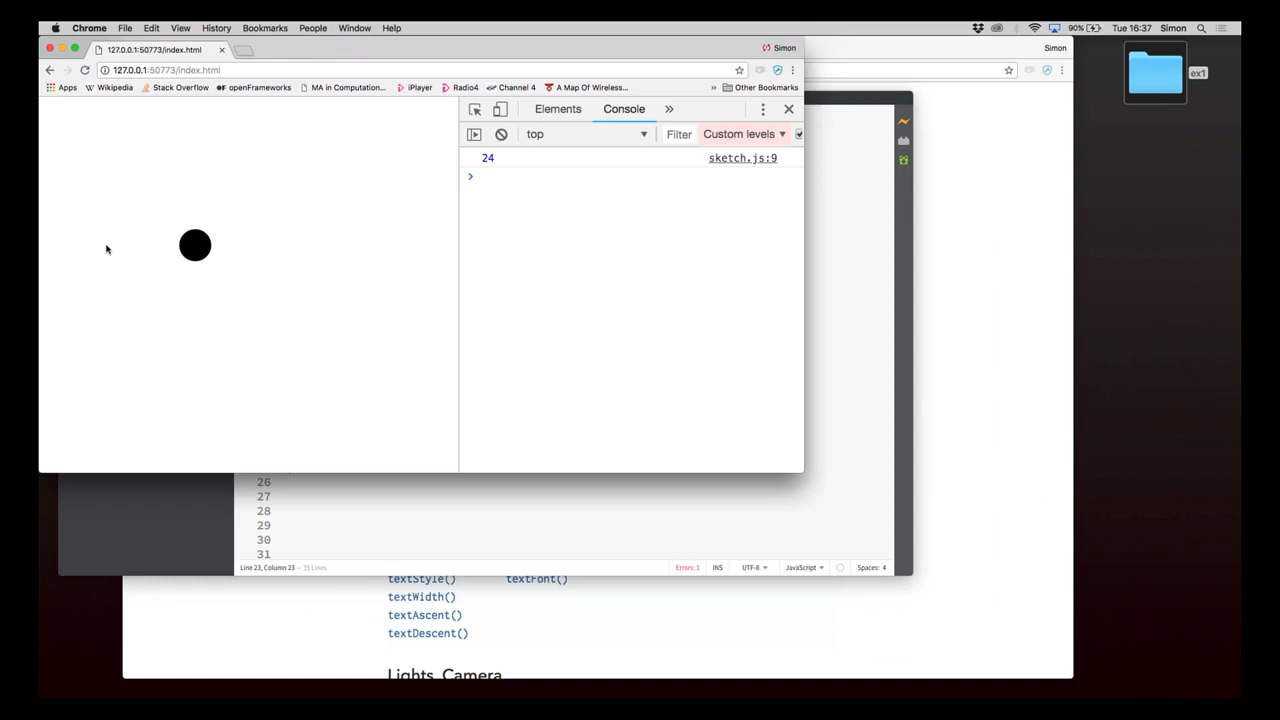 Chrome File Edit View History Bookmarks People Window Help 90% Tue 16:37 Simon
127.0.0.1:50773/index.html Simon Simon
127.0.0.1:50773/index.html
Apps Wikipedia Stack Overflow openFrameworks MA in Computation... iPlayer Radio4 Channel 4 A Map Of Wireless... » Other Bookmarks
ex1
Elements Console »
top Filter Custom levels
24 sketch.js:9
26
27
28
29
30
31
Line 23, Column 23 — 35 Lines Errors: 1 INS UTF-8 JavaScript Spaces: 4
textStyle() textFont()
textWidth()
textAscent()
textDescent()
Lights, Camera